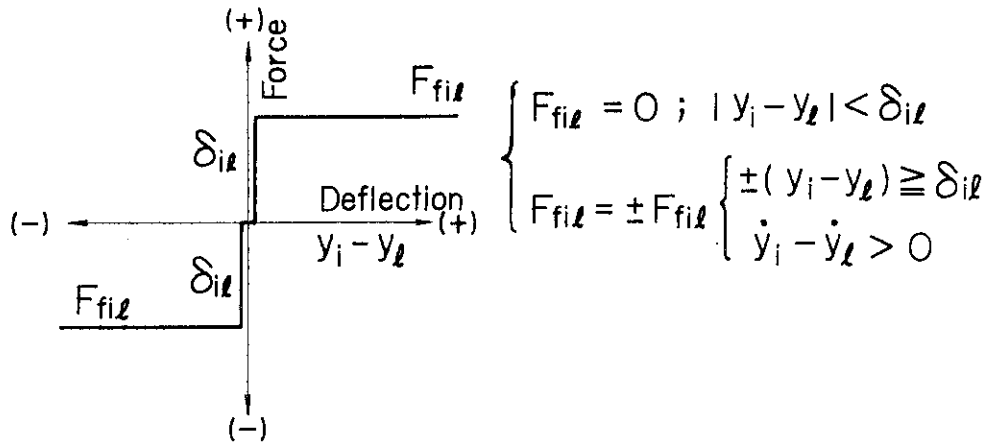 (+)
Force
F_fiℓ
δ_iℓ
Deflection
(-)
(+)
y_i − y_ℓ
δ_iℓ
F_fiℓ
(-)
F_fiℓ = 0 ; | y_i − y_ℓ | < δ_iℓ
F_fiℓ = ± F_fiℓ { ±( y_i − y_ℓ ) ≧ δ_iℓ
ẏ_i − ẏ_ℓ > 0